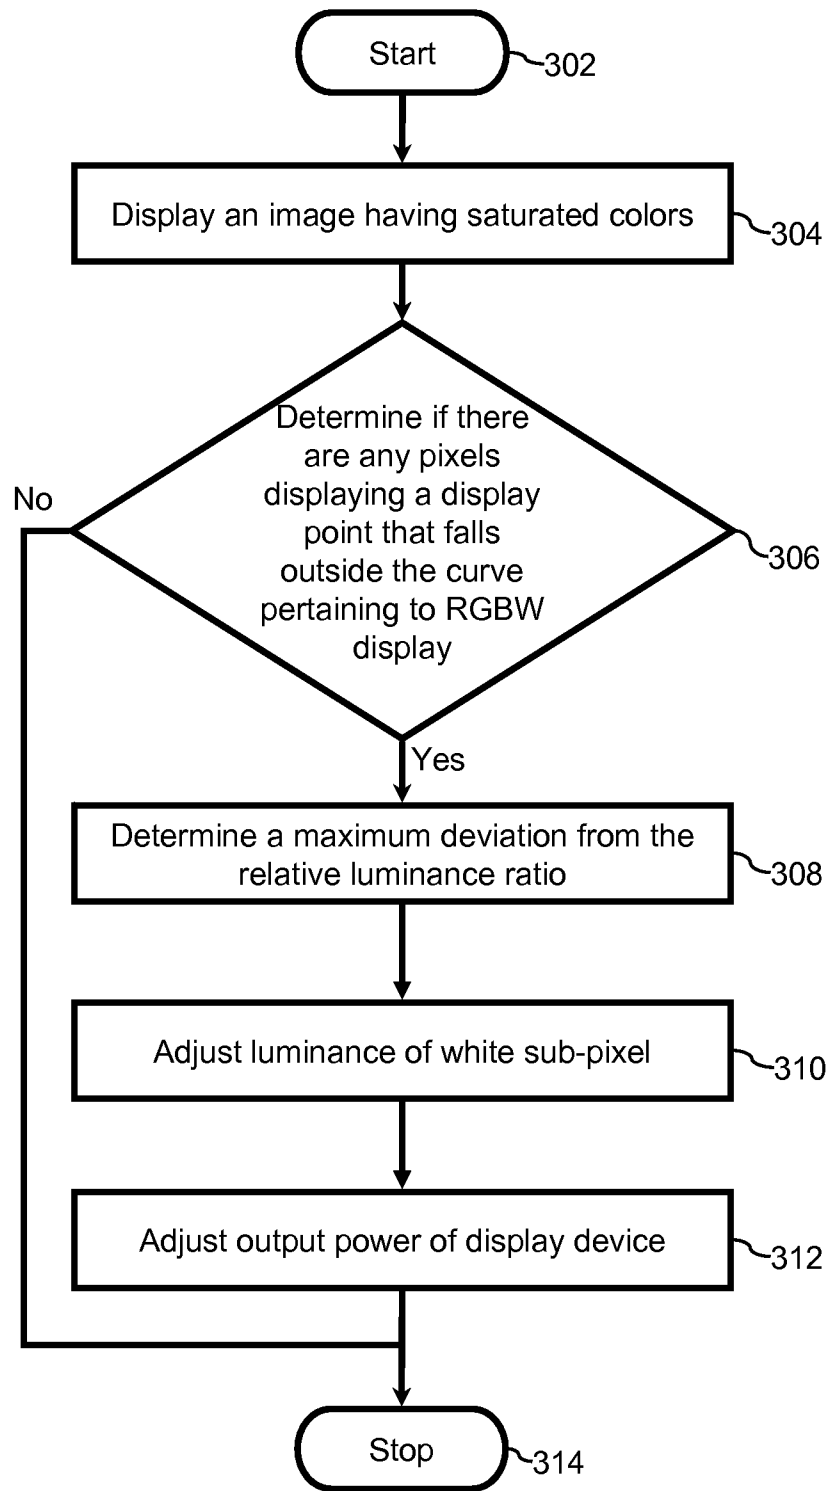 Start
302
Display an image having saturated colors
304
Determine if there
are any pixels
displaying a display
point that falls
outside the curve
pertaining to RGBW
display
No
306
Yes
Determine a maximum deviation from the
relative luminance ratio
308
Adjust luminance of white sub-pixel
310
Adjust output power of display device
312
Stop
314